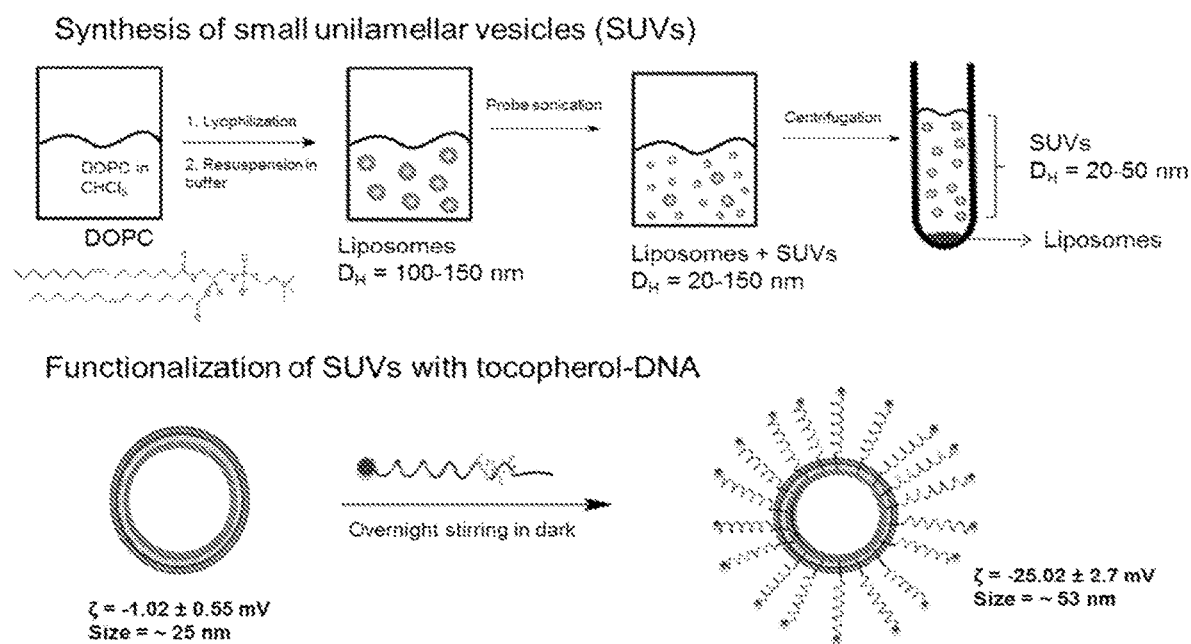 Synthesis of small unilamellar vesicles (SUVs)
DOPC in
CHCl₃
DOPC
1. Lyophilization
2. Resuspension in
buffer
Liposomes
D_H = 100-150 nm
Probe sonication
Liposomes + SUVs
D_H = 20-150 nm
Centrifugation
SUVs
D_H = 20-50 nm
Liposomes
Functionalization of SUVs with tocopherol-DNA
Overnight stirring in dark
ζ = -1.02 ± 0.55 mV
Size = ~ 25 nm
ζ = -25.02 ± 2.7 mV
Size = ~ 53 nm